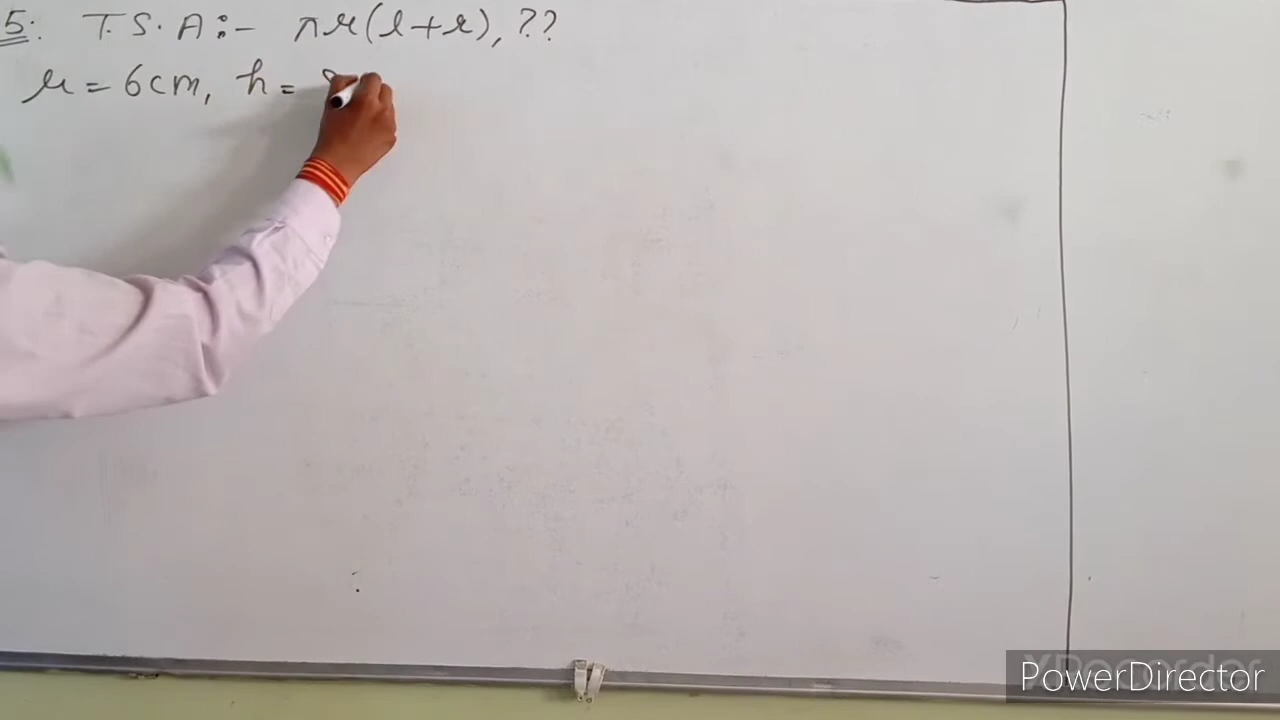 5: T.S.A:- πr(l+r), ??
r = 6cm, h =
PowerDirector